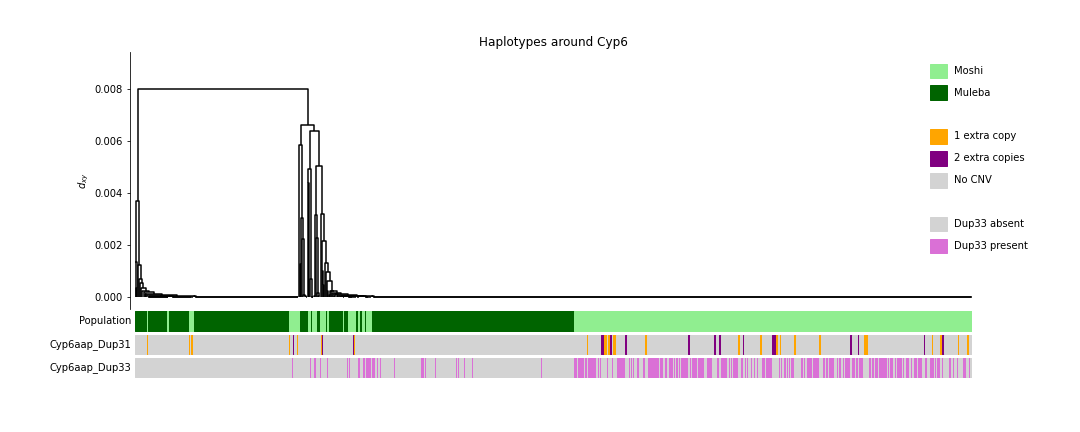 Haplotypes around Cyp6
Moshi
Muleba
1 extra copy
2 extra copies
No CNV
Dup33 absent
Dup33 present
0.008
0.006
0.004
0.002
0.000
dxy
Population
Cyp6aap_Dup31
Cyp6aap_Dup33